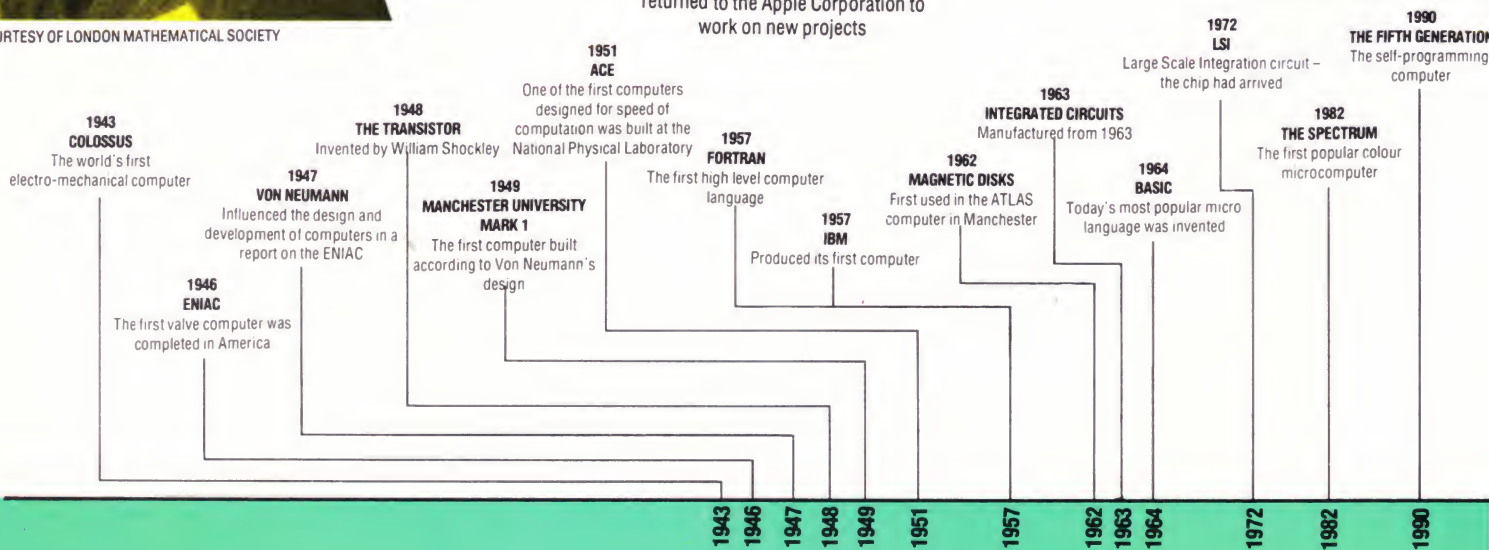 returned to the Apple Corporation to
work on new projects
URTESY OF LONDON MATHEMATICAL SOCIETY
1943
COLOSSUS
The world's first
electro-mechanical computer
1946
ENIAC
The first valve computer was
completed in America
1947
VON NEUMANN
Influenced the design and
development of computers in a
report on the ENIAC
1948
THE TRANSISTOR
Invented by William Shockley
1949
MANCHESTER UNIVERSITY
MARK 1
The first computer built
according to Von Neumann's
design
1951
ACE
One of the first computers
designed for speed of
computation was built at the
National Physical Laboratory
1957
FORTRAN
The first high level computer
language
1957
IBM
Produced its first computer
1962
MAGNETIC DISKS
First used in the ATLAS
computer in Manchester
1963
INTEGRATED CIRCUITS
Manufactured from 1963
1964
BASIC
Today's most popular micro
language was invented
1972
LSI
Large Scale Integration circuit –
the chip had arrived
1982
THE SPECTRUM
The first popular colour
microcomputer
1990
THE FIFTH GENERATION
The self-programming
computer
1943
1946
1947
1948
1949
1951
1957
1962
1963
1964
1972
1982
1990